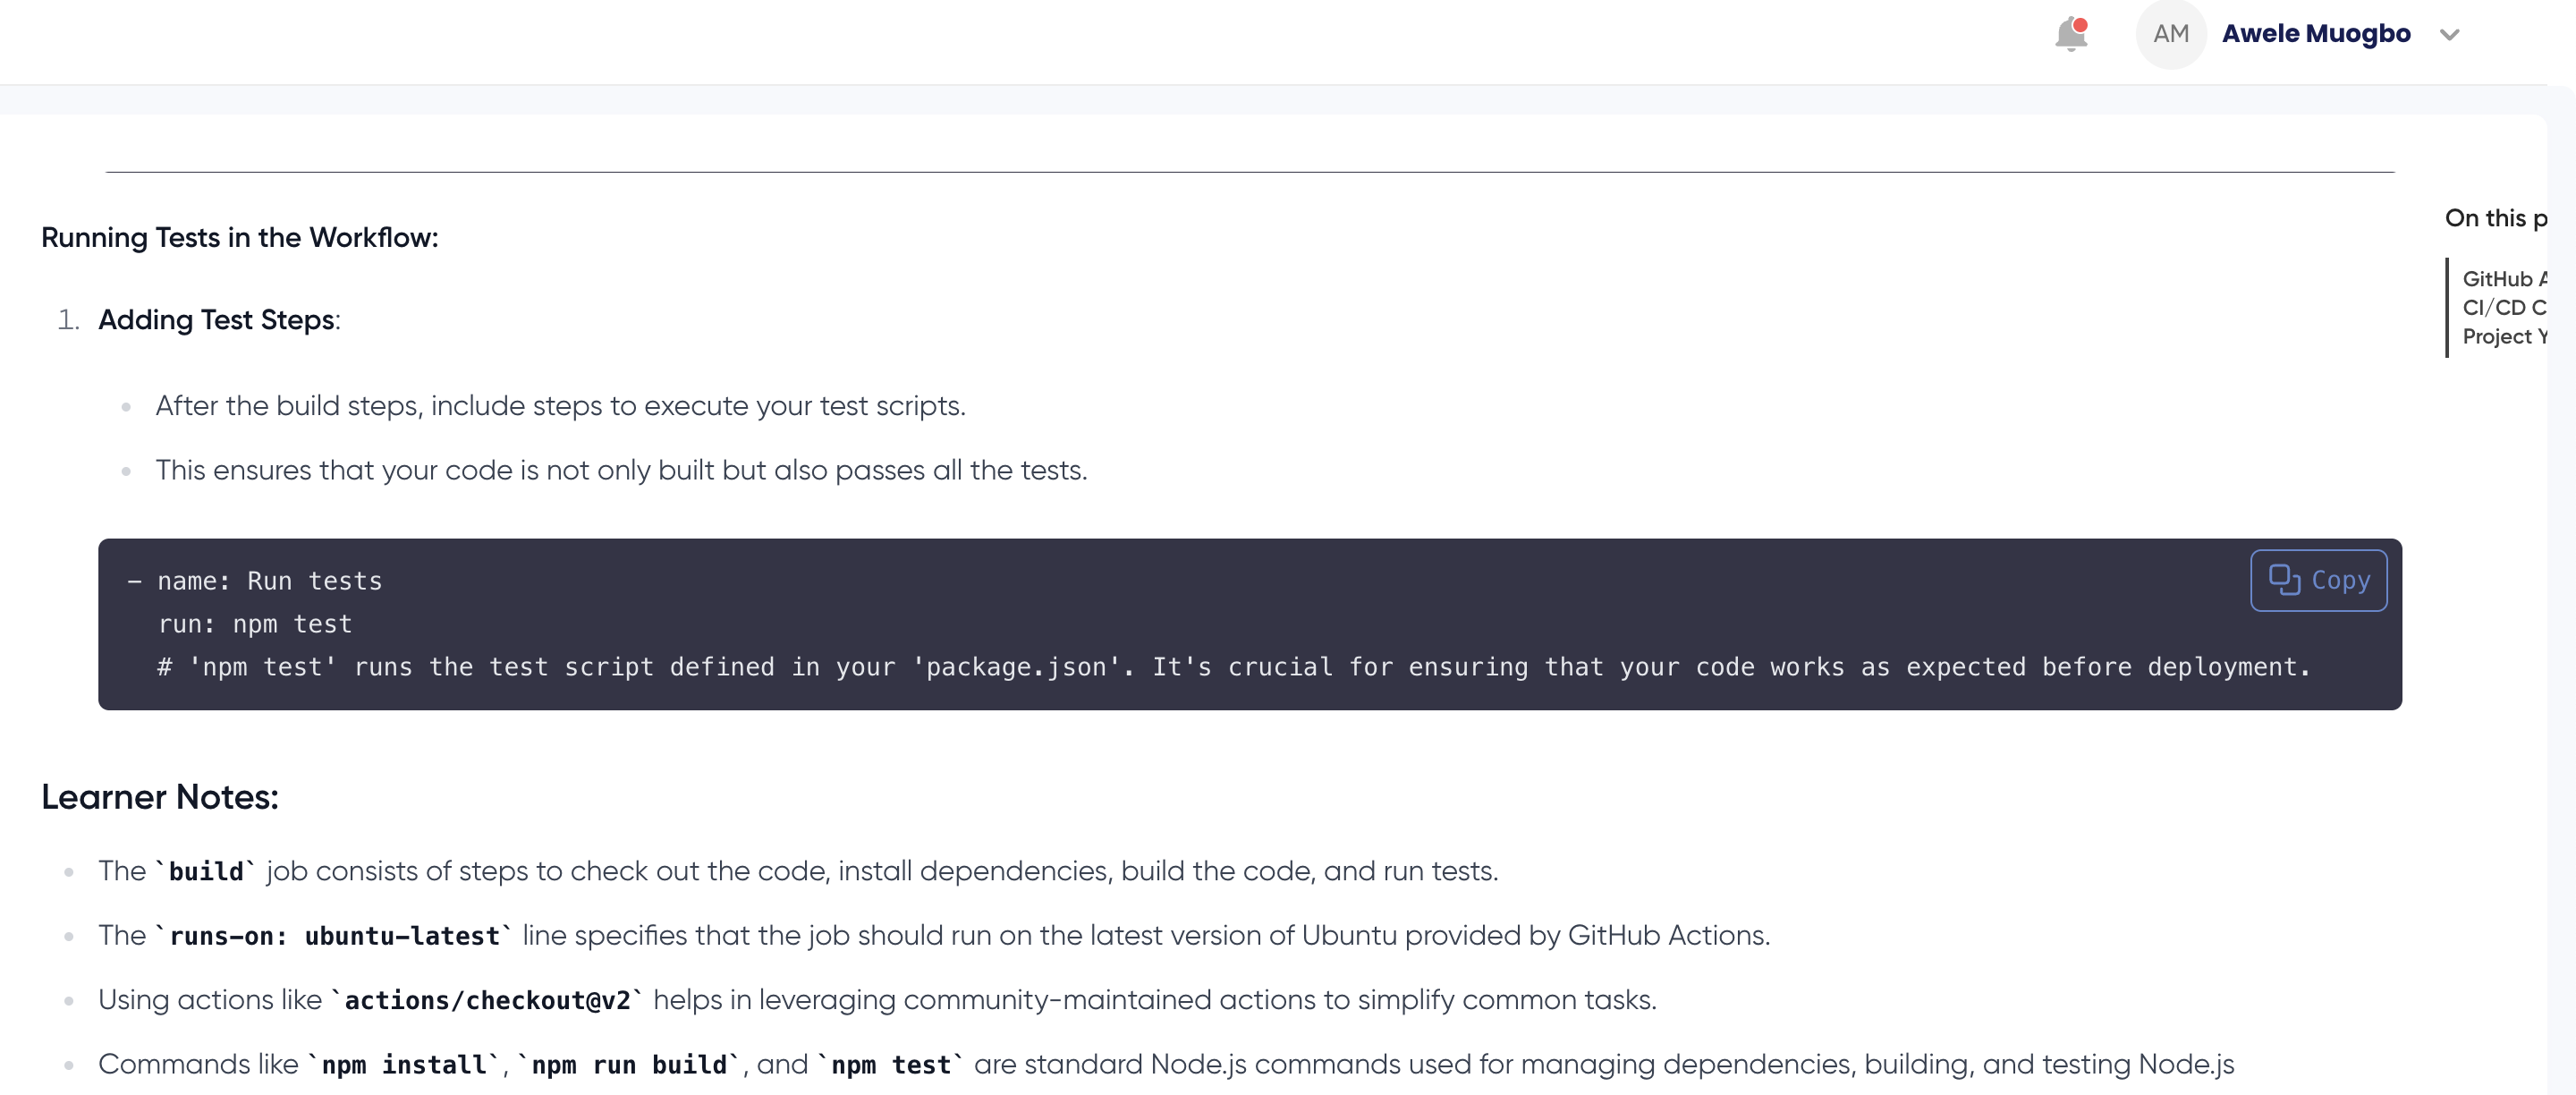 AM Awele Muogbo
Running Tests in the Workflow:
1. Adding Test Steps:
After the build steps, include steps to execute your test scripts.
This ensures that your code is not only built but also passes all the tests.
- name: Run tests
run: npm test
# 'npm test' runs the test script defined in your 'package.json'. It's crucial for ensuring that your code works as expected before deployment.
Copy
Learner Notes:
The `build` job consists of steps to check out the code, install dependencies, build the code, and run tests.
The `runs-on: ubuntu-latest` line specifies that the job should run on the latest version of Ubuntu provided by GitHub Actions.
Using actions like `actions/checkout@v2` helps in leveraging community-maintained actions to simplify common tasks.
Commands like `npm install`, `npm run build`, and `npm test` are standard Node.js commands used for managing dependencies, building, and testing Node.js
On this p
GitHub A
CI/CD C
Project Y